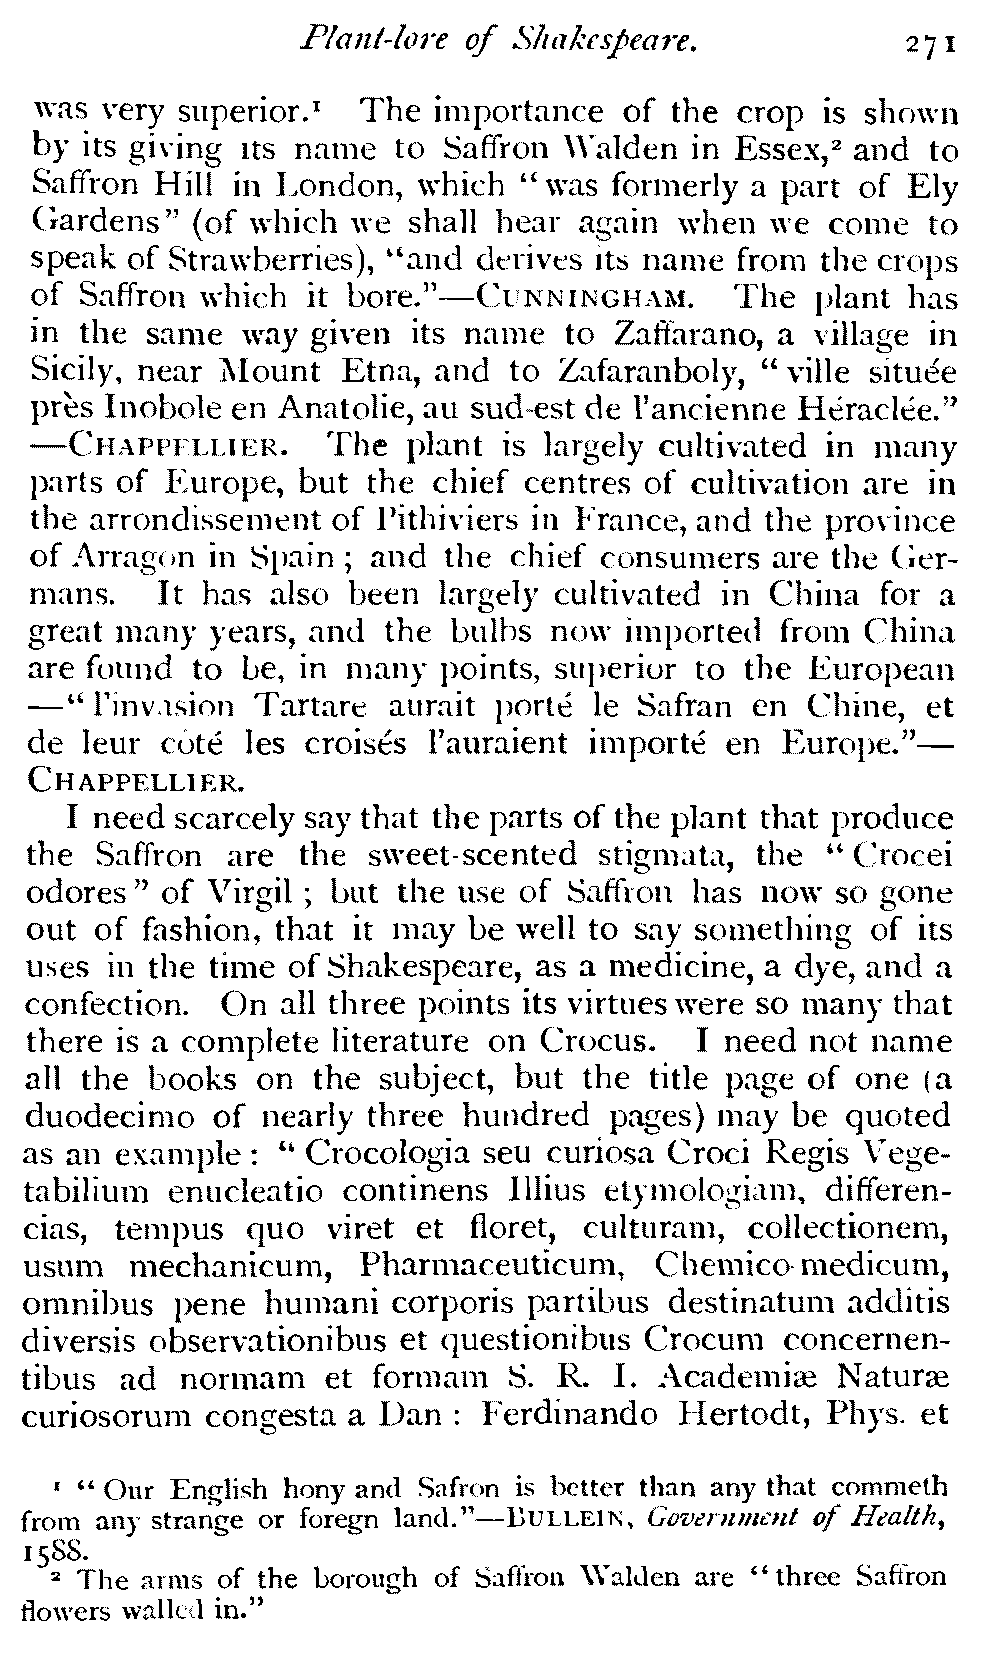 Plant-lore of Shakespeare. 271
was very superior.¹ The importance of the crop is shown
by its giving its name to Saffron Walden in Essex,² and to
Saffron Hill in London, which “was formerly a part of Ely
Gardens” (of which we shall hear again when we come to
speak of Strawberries), “and derives its name from the crops
of Saffron which it bore.”—CUNNINGHAM. The plant has
in the same way given its name to Zaffarano, a village in
Sicily, near Mount Etna, and to Zafaranboly, “ville située
près Inobole en Anatolie, au sud-est de l’ancienne Héraclée.”
—CHAPPELLIER. The plant is largely cultivated in many
parts of Europe, but the chief centres of cultivation are in
the arrondissement of Pithiviers in France, and the province
of Arragon in Spain; and the chief consumers are the Ger-
mans. It has also been largely cultivated in China for a
great many years, and the bulbs now imported from China
are found to be, in many points, superior to the European
—“l’invasion Tartare aurait porté le Safran en Chine, et
de leur côté les croisés l’auraient importé en Europe.”—
CHAPPELLIER.
I need scarcely say that the parts of the plant that produce
the Saffron are the sweet-scented stigmata, the “Crocei
odores” of Virgil; but the use of Saffron has now so gone
out of fashion, that it may be well to say something of its
uses in the time of Shakespeare, as a medicine, a dye, and a
confection. On all three points its virtues were so many that
there is a complete literature on Crocus. I need not name
all the books on the subject, but the title page of one (a
duodecimo of nearly three hundred pages) may be quoted
as an example: “Crocologia seu curiosa Croci Regis Vege-
tabilium enucleatio continens Illius etymologiam, differen-
cias, tempus quo viret et floret, culturam, collectionem,
usum mechanicum, Pharmaceuticum, Chemico-medicum,
omnibus pene humani corporis partibus destinatum additis
diversis observationibus et questionibus Crocum concernen-
tibus ad normam et formam S. R. I. Academiæ Naturæ
curiosorum congesta a Dan: Ferdinando Hertodt, Phys. et
¹ “Our English hony and Safron is better than any that commeth
from any strange or foregn land.”—BULLEIN, Government of Health,
1588.
² The arms of the borough of Saffron Walden are “three Saffron
flowers walled in.”